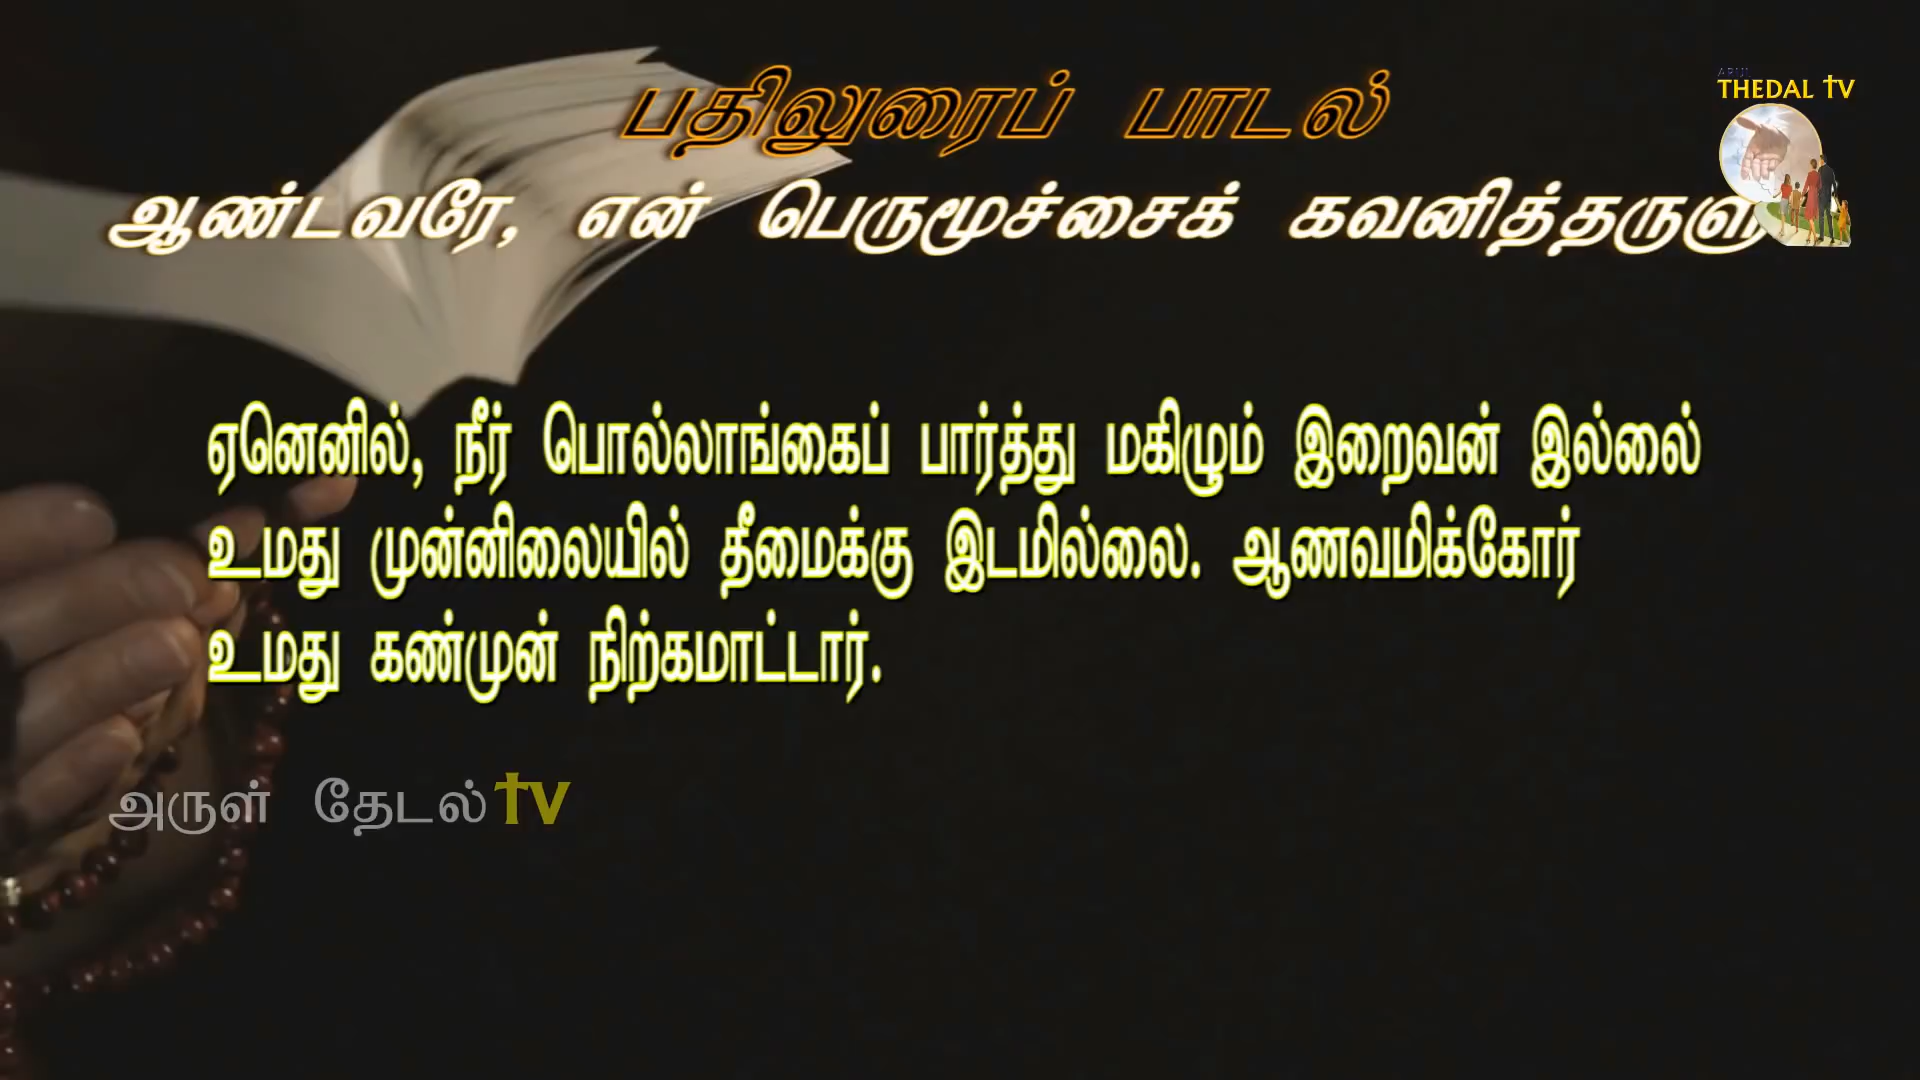 பதிலுரைப் பாடல்
THEDAL TV
ஆண்டவரே, என் பெருமூச்சைக் கவனித்தருளு
ஏனெனில், நீர் பொல்லாங்கைப் பார்த்து மகிழும் இறைவன் இல்லை
உமது முன்னிலையில் தீமைக்கு இடமில்லை. ஆணவமிக்கோர்
உமது கண்முன் நிற்கமாட்டார்.
அருள் தேடல் TV